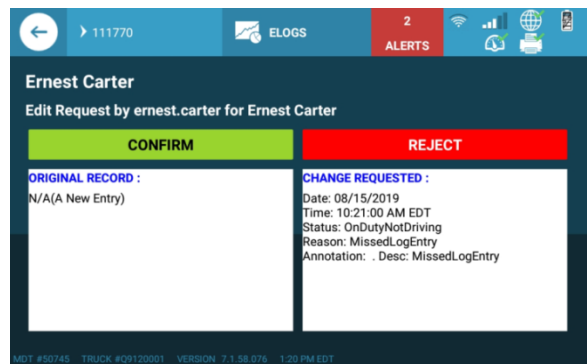 111770
ELOGS
2
ALERTS
Ernest Carter
Edit Request by ernest.carter for Ernest Carter
CONFIRM
REJECT
ORIGINAL RECORD :
N/A(A New Entry)
CHANGE REQUESTED :
Date: 08/15/2019
Time: 10:21:00 AM EDT
Status: OnDutyNotDriving
Reason: MissedLogEntry
Annotation: . Desc: MissedLogEntry
MDT #50745 TRUCK #Q9120001 VERSION 7.1.58.076 1:20 PM EDT